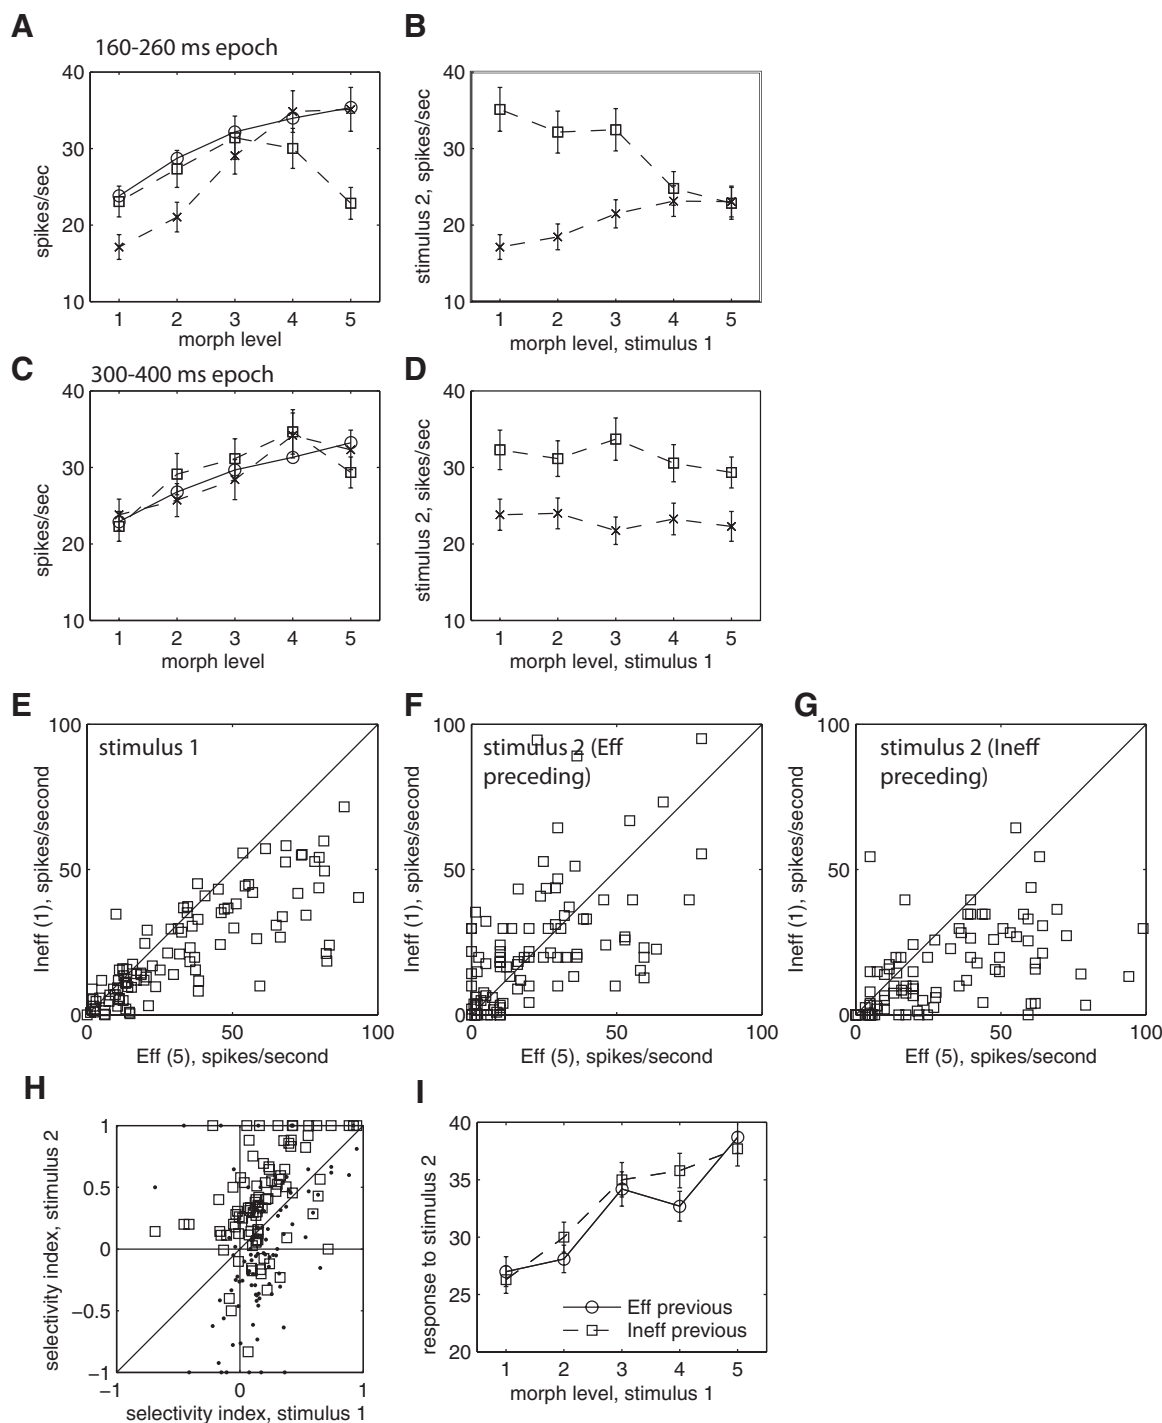 A
160-260 ms epoch
40
30
20
10
spikes/sec
1 2 3 4 5
morph level
B
40
30
20
10
stimulus 2, spikes/sec
1 2 3 4 5
morph level, stimulus 1
C
300-400 ms epoch
40
30
20
10
spikes/sec
1 2 3 4 5
morph level
D
40
30
20
10
stimulus 2, sikes/sec
1 2 3 4 5
morph level, stimulus 1
E
stimulus 1
100
50
0
Ineff (1), spikes/second
0 50 100
Eff (5), spikes/second
F
stimulus 2 (Eff
preceding)
100
50
0
Ineff (1), spikes/second
0 50 100
Eff (5), spikes/second
G
stimulus 2 (Ineff
preceding)
100
50
0
Ineff (1), spikes/second
0 50 100
Eff (5), spikes/second
H
1
0.5
0
−0.5
−1
selectivity index, stimulus 2
−1 0 1
selectivity index, stimulus 1
I
40
35
30
25
20
response to stimulus 2
Eff previous
Ineff previous
1 2 3 4 5
morph level, stimulus 1